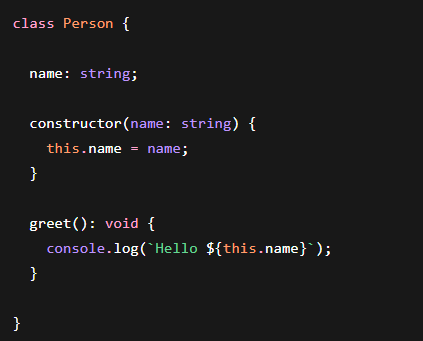 class Person {
  name: string;
  constructor(name: string) {
    this.name = name;
  }
  greet(): void {
    console.log(`Hello ${this.name}`);
  }
}